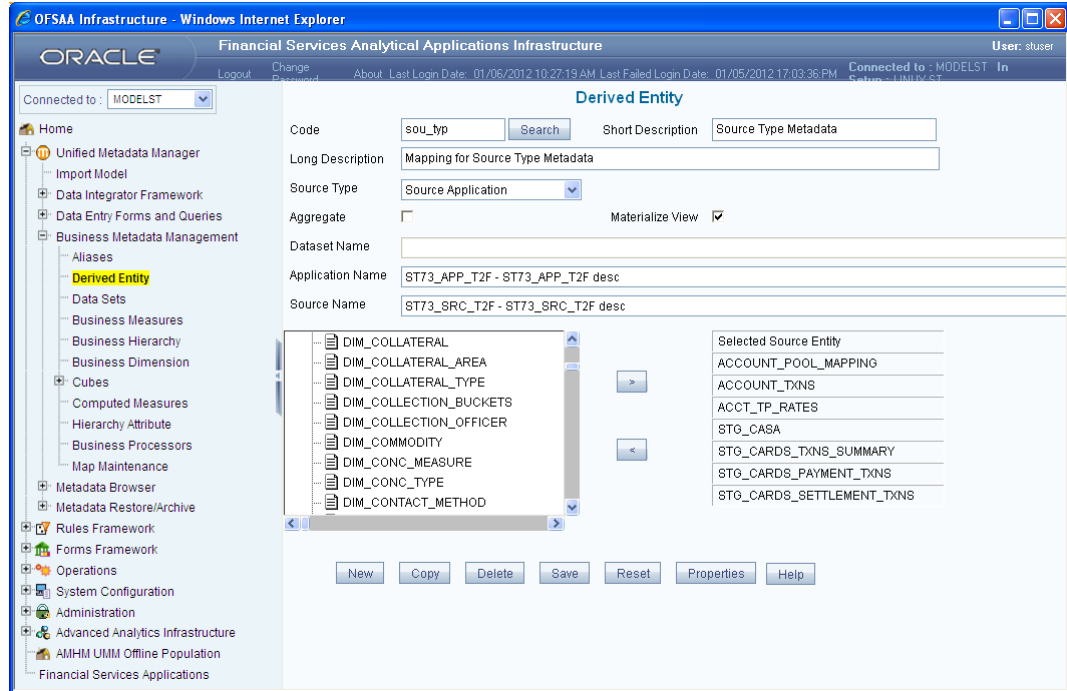 OFSAA Infrastructure - Windows Internet Explorer
ORACLE
Financial Services Analytical Applications Infrastructure
User: stuser
Logout
Change Password
About
Last Login Date: 01/06/2012 10:27:19 AM
Last Failed Login Date: 01/05/2012 17:03:36 PM
Connected to : MODELST In
Setup : LINUX ST
Connected to : MODELST
Home
Unified Metadata Manager
Import Model
Data Integrator Framework
Data Entry Forms and Queries
Business Metadata Management
Aliases
Derived Entity
Data Sets
Business Measures
Business Hierarchy
Business Dimension
Cubes
Computed Measures
Hierarchy Attribute
Business Processors
Map Maintenance
Metadata Browser
Metadata Restore/Archive
Rules Framework
Forms Framework
Operations
System Configuration
Administration
Advanced Analytics Infrastructure
AMHM UMM Offline Population
Financial Services Applications
Derived Entity
Code sou_typ Search Short Description Source Type Metadata
Long Description Mapping for Source Type Metadata
Source Type Source Application
Aggregate Materialize View
Dataset Name
Application Name ST73_APP_T2F - ST73_APP_T2F desc
Source Name ST73_SRC_T2F - ST73_SRC_T2F desc
DIM_COLLATERAL
DIM_COLLATERAL_AREA
DIM_COLLATERAL_TYPE
DIM_COLLECTION_BUCKETS
DIM_COLLECTION_OFFICER
DIM_COMMODITY
DIM_CONC_MEASURE
DIM_CONC_TYPE
DIM_CONTACT_METHOD
>
<
Selected Source Entity
ACCOUNT_POOL_MAPPING
ACCOUNT_TXNS
ACCT_TP_RATES
STG_CASA
STG_CARDS_TXNS_SUMMARY
STG_CARDS_PAYMENT_TXNS
STG_CARDS_SETTLEMENT_TXNS
New Copy Delete Save Reset Properties Help